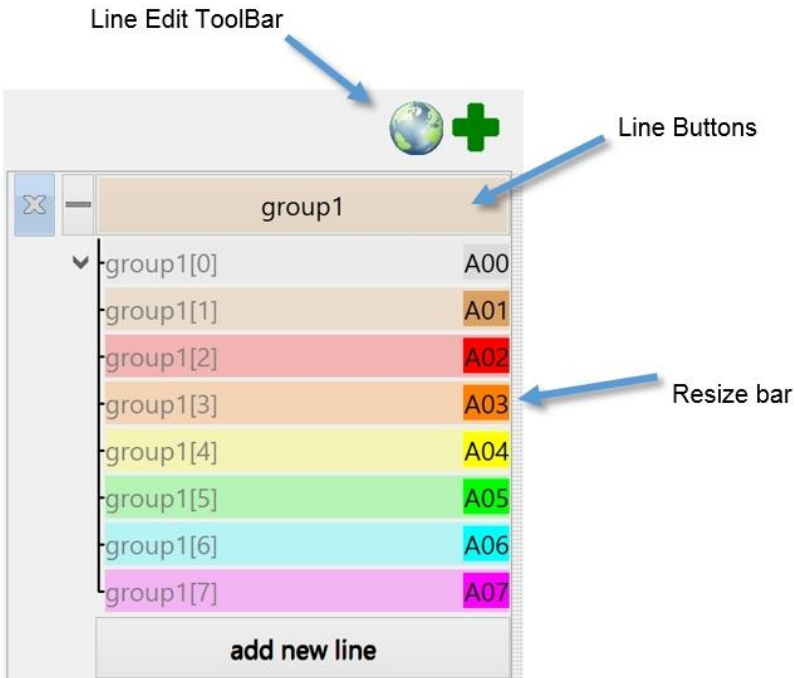 Line Edit ToolBar
Line Buttons
group1
group1[0] A00
group1[1] A01
group1[2] A02
group1[3] A03
Resize bar
group1[4] A04
group1[5] A05
group1[6] A06
group1[7] A07
add new line